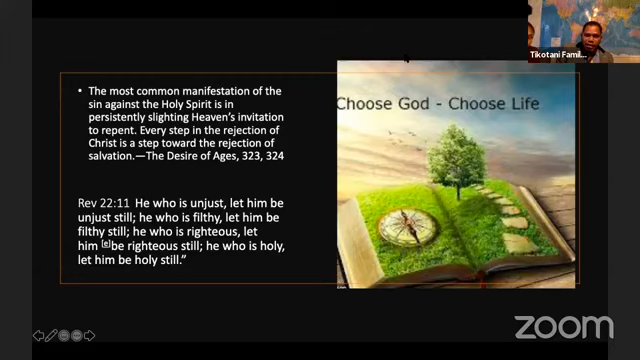 Tikotani Famil...
• The most common manifestation of the
sin against the Holy Spirit is in
persistently slighting Heaven's invitation
to repent. Every step in the rejection of
Christ is a step toward the rejection of
salvation.—The Desire of Ages, 323, 324
Choose God - Choose Life
Rev 22:11 He who is unjust, let him be
unjust still; he who is filthy, let him be
filthy still; he who is righteous, let
him [e]be righteous still; he who is holy,
let him be holy still.”
zoom